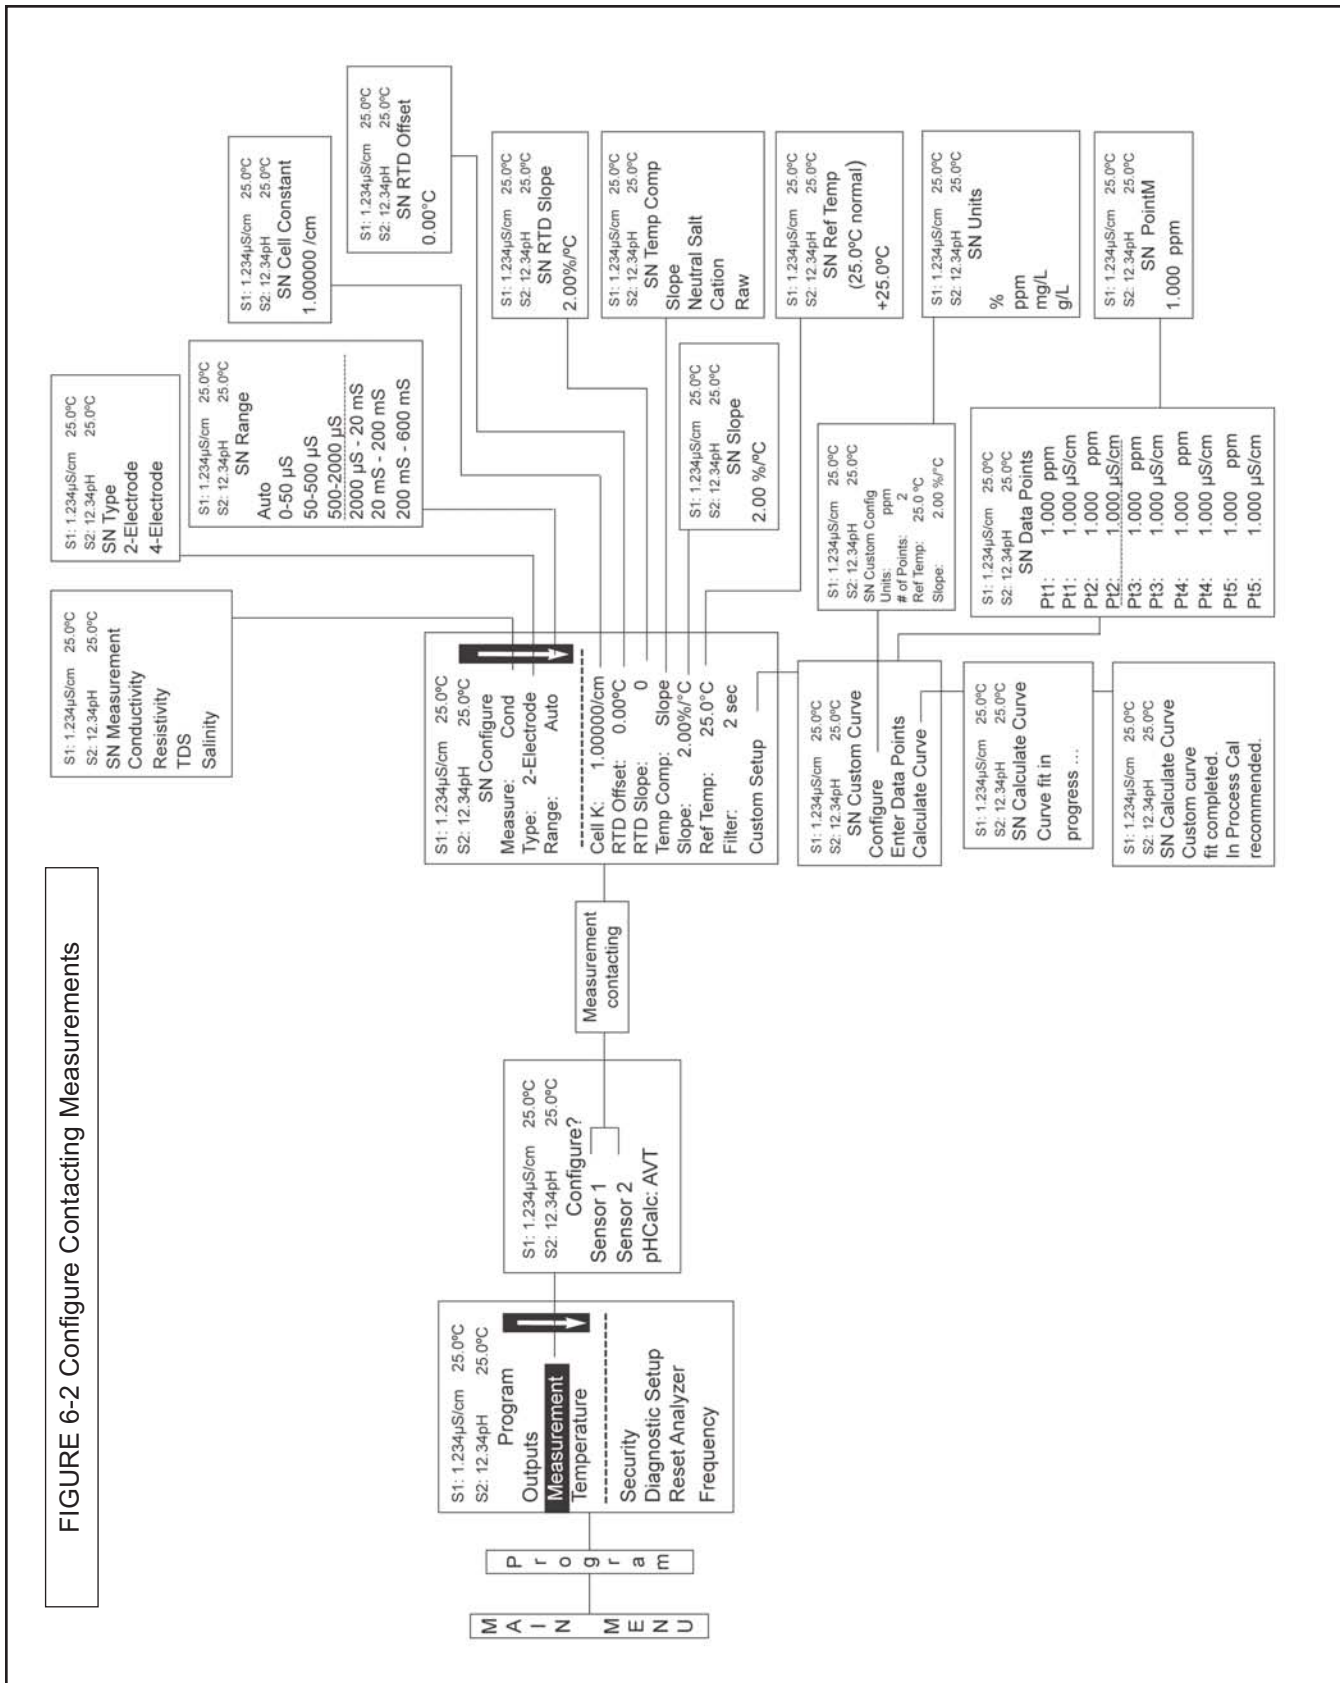 FIGURE 6-2 Configure Contacting Measurements
MAIN MENU
Program
S1: 1.234µS/cm 25.0ºC
S2: 12.34pH 25.0ºC
Program
Outputs
Measurement
Temperature
Security
Diagnostic Setup
Reset Analyzer
Frequency
S1: 1.234µS/cm 25.0ºC
S2: 12.34pH 25.0ºC
Configure?
Sensor 1
Sensor 2
pHCalc: AVT
Measurement
contacting
S1: 1.234µS/cm 25.0ºC
S2: 12.34pH 25.0ºC
SN Configure
Measure: Cond
Type: 2-Electrode
Range: Auto
Cell K: 1.00000/cm
RTD Offset: 0.00ºC
RTD Slope: 0
Temp Comp: Slope
Slope: 2.00%/°C
Ref Temp: 25.0°C
Filter: 2 sec
Custom Setup
S1: 1.234µS/cm 25.0ºC
S2: 12.34pH 25.0ºC
SN Measurement
Conductivity
Resistivity
TDS
Salinity
S1: 1.234µS/cm 25.0ºC
S2: 12.34pH 25.0ºC
SN Type
2-Electrode
4-Electrode
S1: 1.234µS/cm 25.0ºC
S2: 12.34pH 25.0ºC
SN Range
Auto
0-50 µS
50-500 µS
500-2000 µS
2000 µS - 20 mS
20 mS - 200 mS
200 mS - 600 mS
S1: 1.234µS/cm 25.0ºC
S2: 12.34pH 25.0ºC
SN Cell Constant
1.00000 /cm
S1: 1.234µS/cm 25.0ºC
S2: 12.34pH 25.0ºC
SN RTD Offset
0.00°C
S1: 1.234µS/cm 25.0ºC
S2: 12.34pH 25.0ºC
SN RTD Slope
2.00%/ºC
S1: 1.234µS/cm 25.0ºC
S2: 12.34pH 25.0ºC
SN Temp Comp
Slope
Neutral Salt
Cation
Raw
S1: 1.234µS/cm 25.0ºC
S2: 12.34pH 25.0ºC
SN Slope
2.00 %/ºC
S1: 1.234µS/cm 25.0ºC
S2: 12.34pH 25.0ºC
SN Ref Temp
(25.0ºC normal)
+25.0ºC
S1: 1.234µS/cm 25.0ºC
S2: 12.34pH 25.0ºC
SN Custom Curve
Configure
Enter Data Points
Calculate Curve
S1: 1.234µS/cm 25.0ºC
S2: 12.34pH 25.0ºC
SN Custom Config
Units: ppm
# of Points: 2
Ref Temp: 25.0 ºC
Slope: 2.00 %/°C
S1: 1.234µS/cm 25.0ºC
S2: 12.34pH 25.0ºC
SN Units
%
ppm
mg/L
g/L
S1: 1.234µS/cm 25.0ºC
S2: 12.34pH 25.0ºC
SN Data Points
Pt1: 1.000 ppm
Pt1: 1.000 µS/cm
Pt2: 1.000 ppm
Pt2: 1.000 µS/cm
Pt3: 1.000 ppm
Pt3: 1.000 µS/cm
Pt4: 1.000 ppm
Pt4: 1.000 µS/cm
Pt5: 1.000 ppm
Pt5: 1.000 µS/cm
S1: 1.234µS/cm 25.0ºC
S2: 12.34pH 25.0ºC
SN PointM
1.000 ppm
S1: 1.234µS/cm 25.0ºC
S2: 12.34pH 25.0ºC
SN Calculate Curve
Curve fit in
progress ...
S1: 1.234µS/cm 25.0ºC
S2: 12.34pH 25.0ºC
SN Calculate Curve
Custom curve
fit completed.
In Process Cal
recommended.